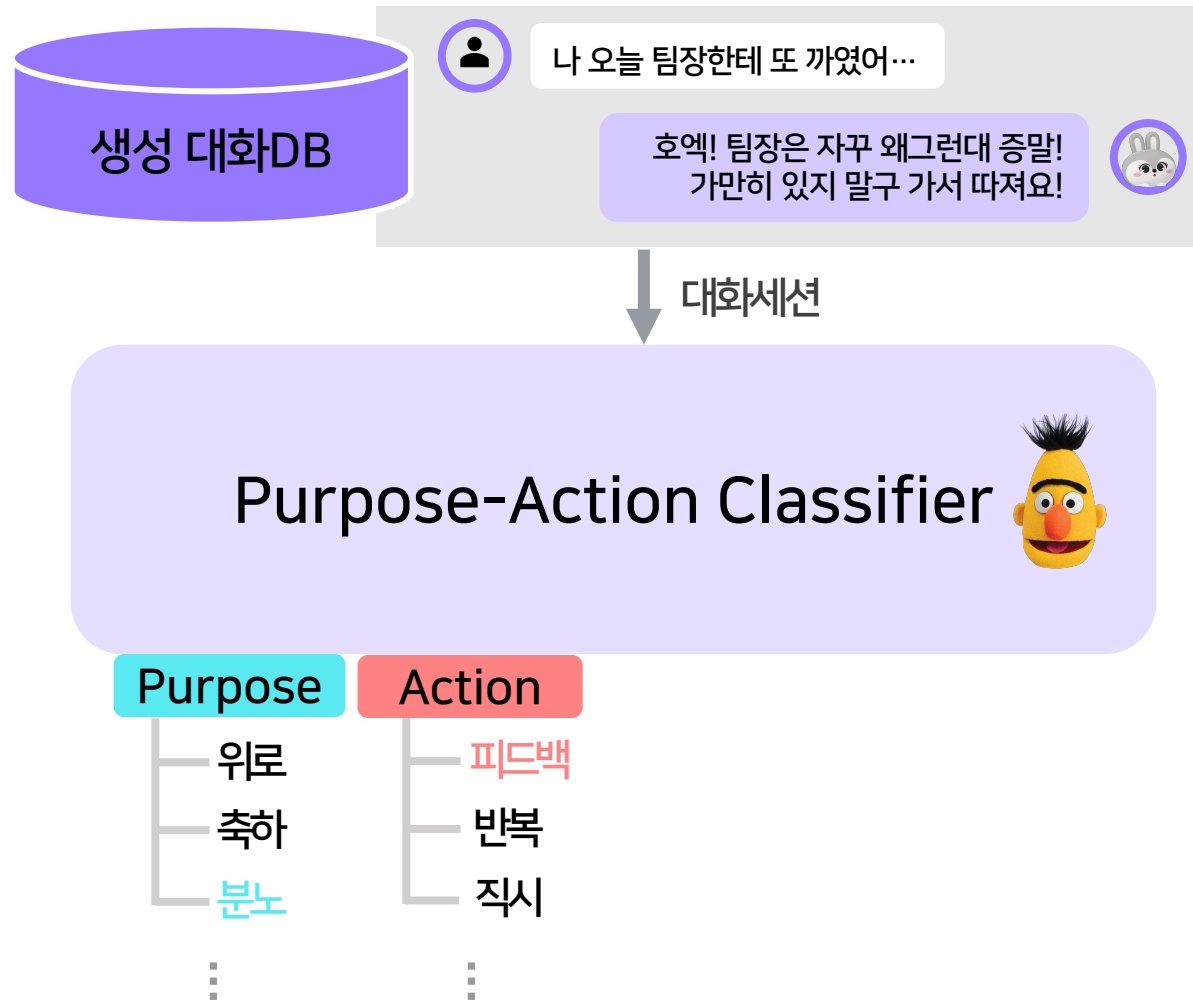 생성 대화DB
나 오늘 팀장한테 또 까였어…
호엑! 팀장은 자꾸 왜그런대 증말!
가만히 있지 말구 가서 따져요!
대화세션
Purpose-Action Classifier
Purpose
위로
축하
분노
Action
피드백
반복
직시